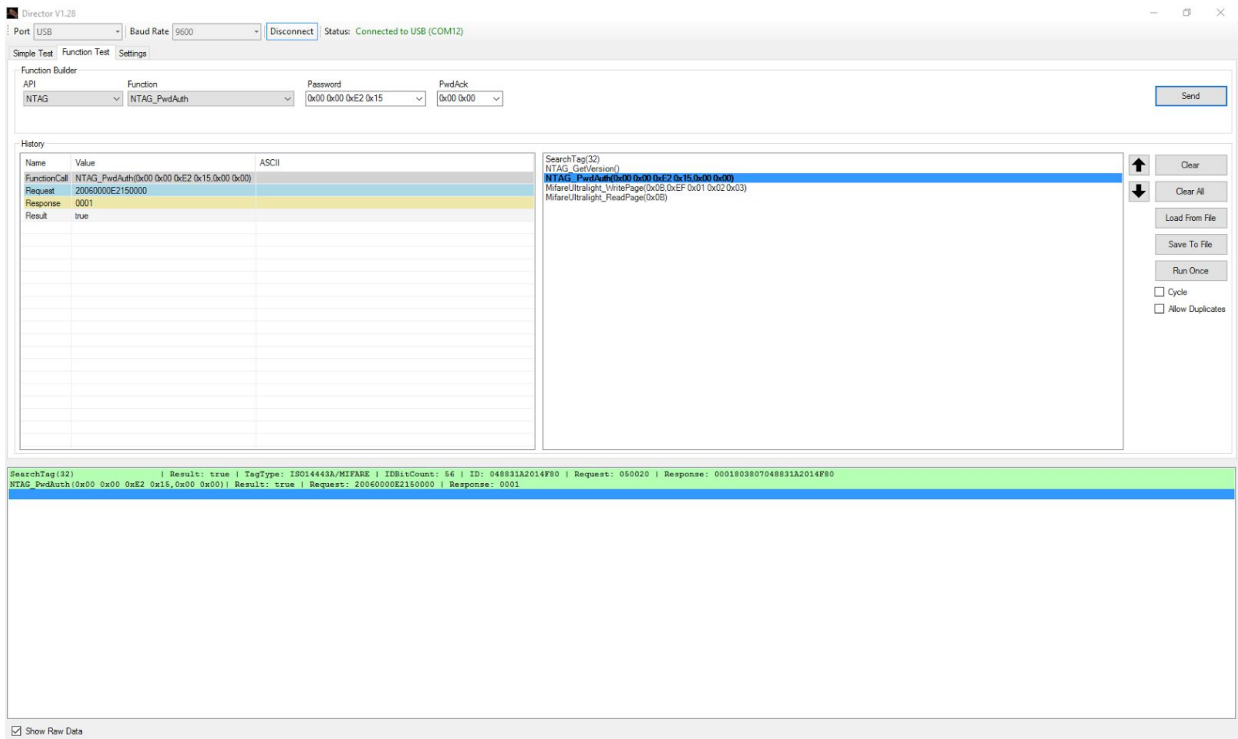 Director V1.28
Port USB Baud Rate 9600 Disconnect Status: Connected to USB (COM12)
Simple Test Function Test Settings
Function Builder
API Function Password PwdAck
NTAG NTAG_PwdAuth 0x00 0x00 0xE2 0x15 0x00 0x00 Send
History
Name Value ASCII
FunctionCall NTAG_PwdAuth(0x00 0x00 0xE2 0x15,0x00 0x00)
Request 20060000E2150000
Response 0001
Result true
SearchTag(32)
NTAG_GetVersion()
NTAG_PwdAuth(0x00 0x00 0xE2 0x15,0x00 0x00)
MifareUltralight_WritePage(0x0B,0xEF 0x01 0x02 0x03)
MifareUltralight_ReadPage(0x0B)
Clear
Clear All
Load From File
Save To File
Run Once
Cycle
Allow Duplicates
SearchTag(32) | Result: true | TagType: ISO14443A/MIFARE | IDBitCount: 56 | ID: 048831A2014F80 | Request: 050020 | Response: 0001803807048831A2014F80
NTAG_PwdAuth(0x00 0x00 0xE2 0x15,0x00 0x00)| Result: true | Request: 20060000E2150000 | Response: 0001
Show Raw Data